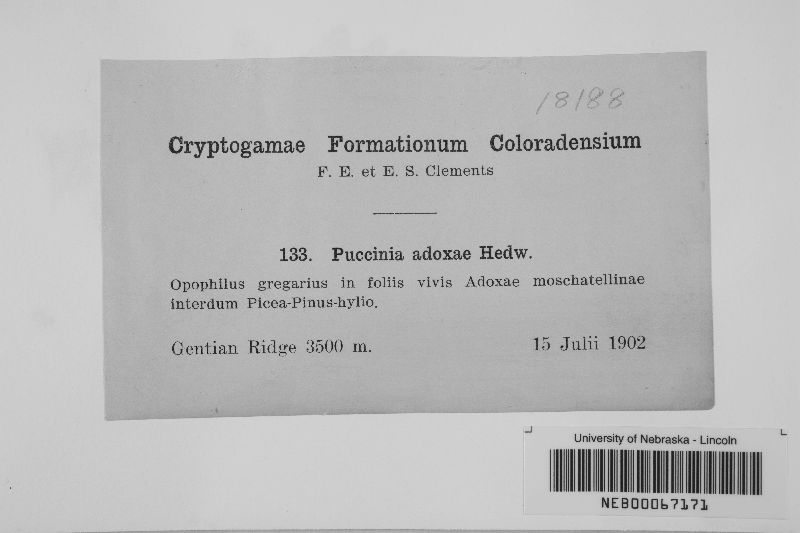 18188
Cryptogamae Formationum Coloradensium
F. E. et E. S. Clements
133. Puccinia adoxae Hedw.
Opophilus gregarius in foliis vivis Adoxae moschatellinae
interdum Picea-Pinus-hylio.
Gentian Ridge 3500 m. 15 Julii 1902
University of Nebraska - Lincoln
NEB00067171